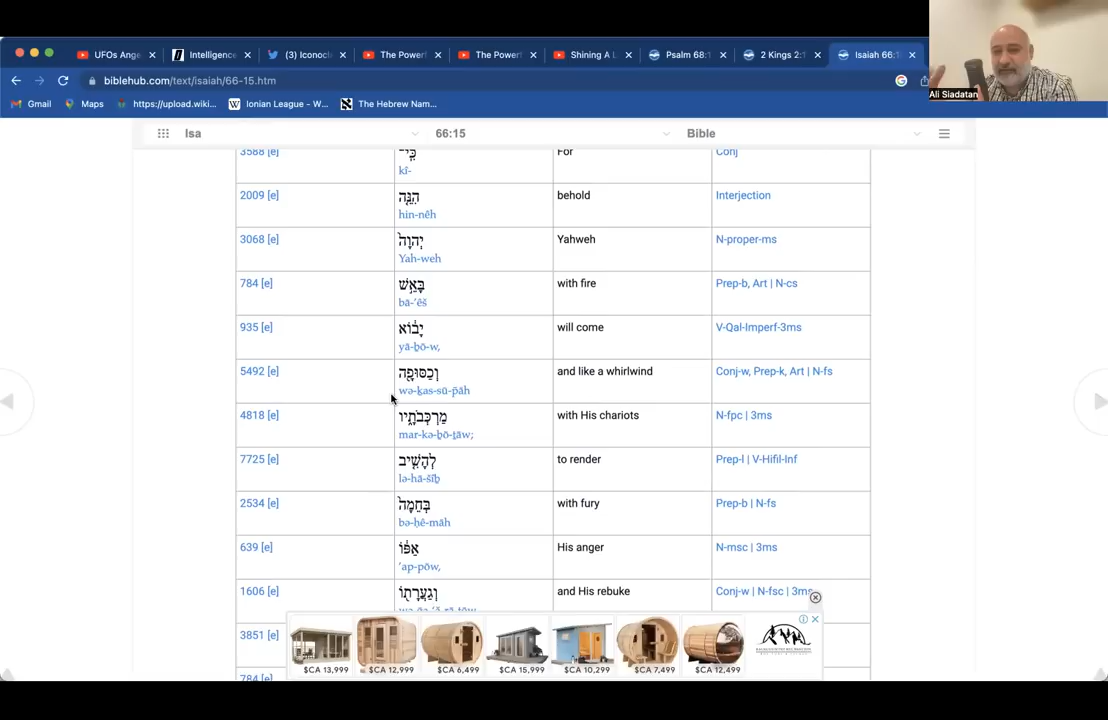 UFOs Ange
Intelligence
(3) Iconocl
The Power!
The Power!
Shining A L
Psalm 68:1
2 Kings 2:1
Isaiah 66:1
biblehub.com/text/isaiah/66-15.htm
Gmail
Maps
https://upload.wiki...
Ionian League - W...
The Hebrew Nam...
Ali Siadatan
Isa 66:15 Bible
3588 [e] כִּֽי־ For Conj
kî-
2009 [e] הִנֵּ֤ה behold Interjection
hin-nêh
3068 [e] יְהוָה֙ Yahweh N-proper-ms
Yah-weh
784 [e] בָּאֵ֣שׁ with fire Prep-b, Art | N-cs
bā-’êš
935 [e] יָב֔וֹא will come V-Qal-Imperf-3ms
yā-ḇō-w,
5492 [e] וְכַסּוּפָ֖ה and like a whirlwind Conj-w, Prep-k, Art | N-fs
wə-ḵas-sū-p̄āh
4818 [e] מַרְכְּבֹתָ֑יו with His chariots N-fpc | 3ms
mar-kə-ḇō-ṯāw;
7725 [e] לְהָשִׁ֤יב to render Prep-l | V-Hifil-Inf
lə-hā-šîḇ
2534 [e] בְּחֵמָה֙ with fury Prep-b | N-fs
bə-ḥê-māh
639 [e] אַפּ֔וֹ His anger N-msc | 3ms
’ap-pōw,
1606 [e] וְגַעֲרָת֖וֹ and His rebuke Conj-w | N-fsc | 3ms
3851 [e]
784 [e]
$CA 13,999
$CA 12,999
$CA 6,499
$CA 15,999
$CA 10,299
$CA 7,499
$CA 12,499